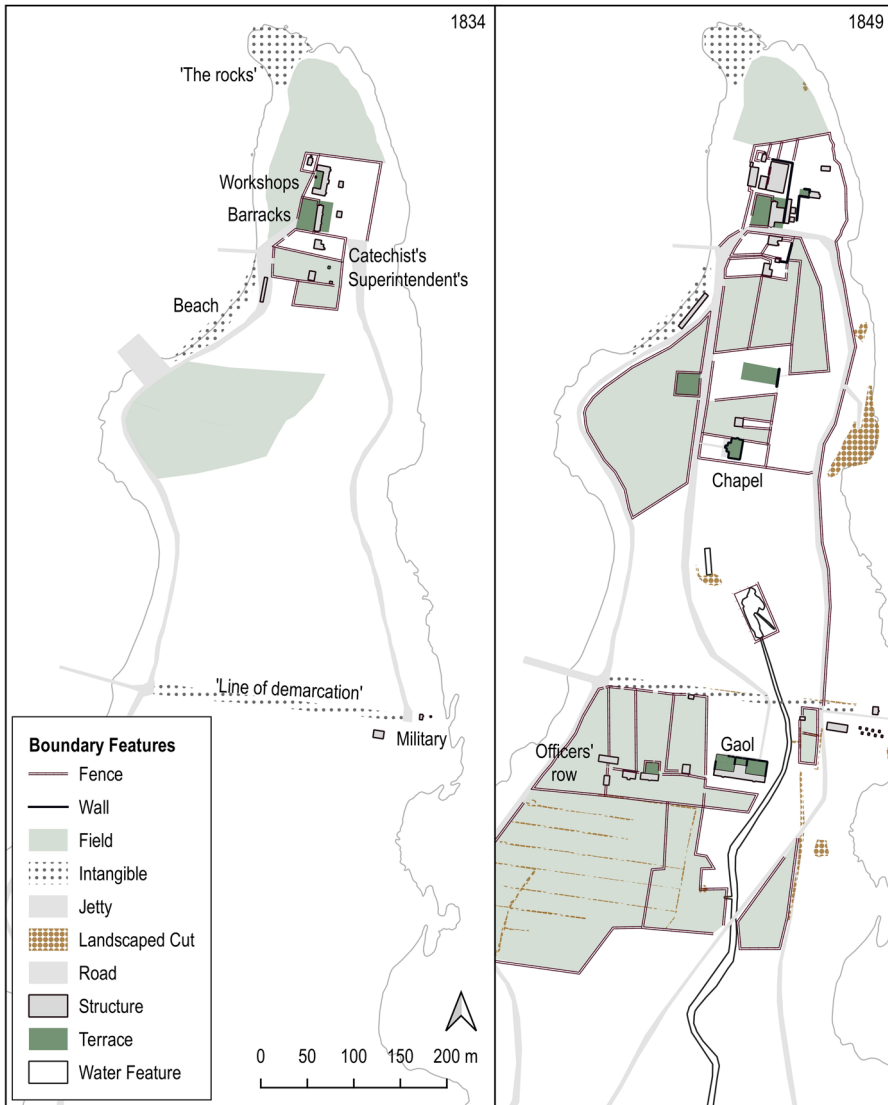 1834
'The rocks'
Workshops
Barracks
Catechist's
Superintendent's
Beach
'Line of demarcation'
Military
Boundary Features
Fence
Wall
Field
Intangible
Jetty
Landscaped Cut
Road
Structure
Terrace
Water Feature
0 50 100 150 200 m
1849
Chapel
Officers'
row
Gaol